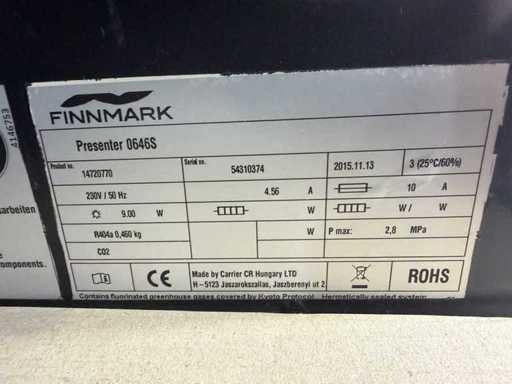 FINNMARK
Presenter 0646S
Product no. 14720770
Serial no. 54310374
2015.11.13
3 (25°C/60%)
230V / 50 Hz
4.56 A
10 A
9.00 W
W
W / W
R404a 0,460 kg
W
P max: 2,8 MPa
CO2
CE
Made by Carrier CR Hungary LTD
H-5123 Jaszarokszallas, Jaszberenyi ut 2
ROHS
Contains fluorinated greenhouse gases covered by Kyoto Protocol. Hermetically sealed system
4146753
arbeiten
e
omponents.